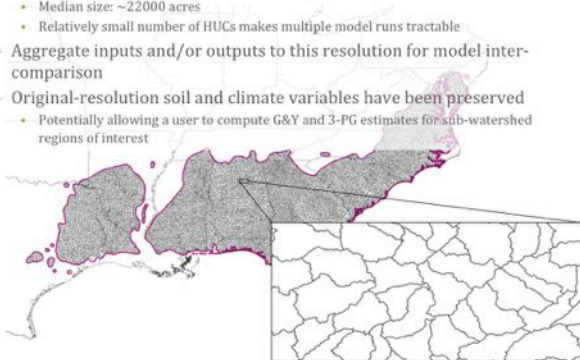 Median size: ~22000 acres
Relatively small number of HUCs makes multiple model runs tractable
Aggregate inputs and/or outputs to this resolution for model inter-
comparison
Original-resolution soil and climate variables have been preserved
Potentially allowing a user to compute G&Y and 3-PG estimates for sub-watershed
regions of interest